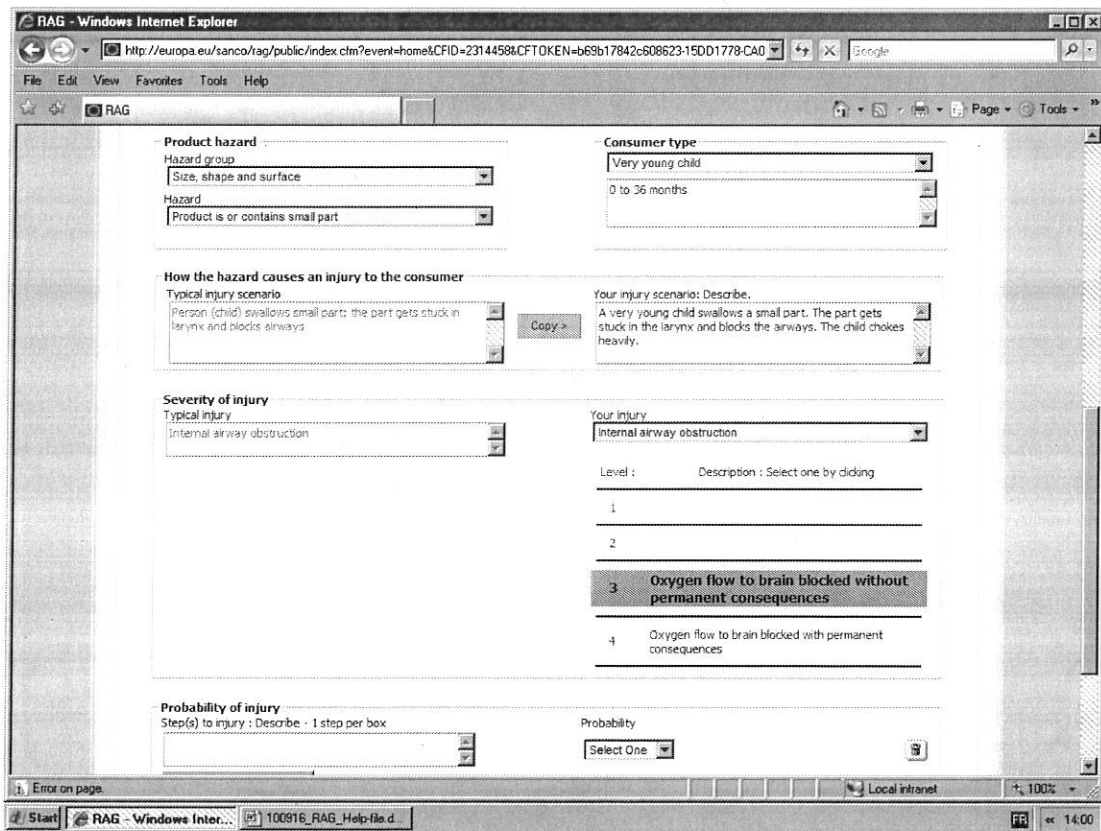 RAG - Windows Internet Explorer
http://europa.eu/sanco/rag/public/index.cfm?event=home&CFID=2314458&CFTOKEN=b69b17842c608623-15DD1778-CA0
Google
File Edit View Favorites Tools Help
RAG
Page Tools
Product hazard
Hazard group
Size, shape and surface
Hazard
Product is or contains small part
Consumer type
Very young child
0 to 36 months
How the hazard causes an injury to the consumer
Typical injury scenario
Person (child) swallows small part; the part gets stuck in
larynx and blocks airways
Copy >
Your injury scenario: Describe.
A very young child swallows a small part. The part gets
stuck in the larynx and blocks the airways. The child chokes
heavily.
Severity of injury
Typical injury
Internal airway obstruction
Your injury
Internal airway obstruction
Level : Description : Select one by clicking
1
2
3 Oxygen flow to brain blocked without
permanent consequences
4 Oxygen flow to brain blocked with permanent
consequences
Probability of injury
Step(s) to injury : Describe - 1 step per box
Probability
Select One
Error on page.
Local intranet
100%
Start
RAG - Windows Inter...
100916_RAG_Help-file.d...
FR
« 14:00